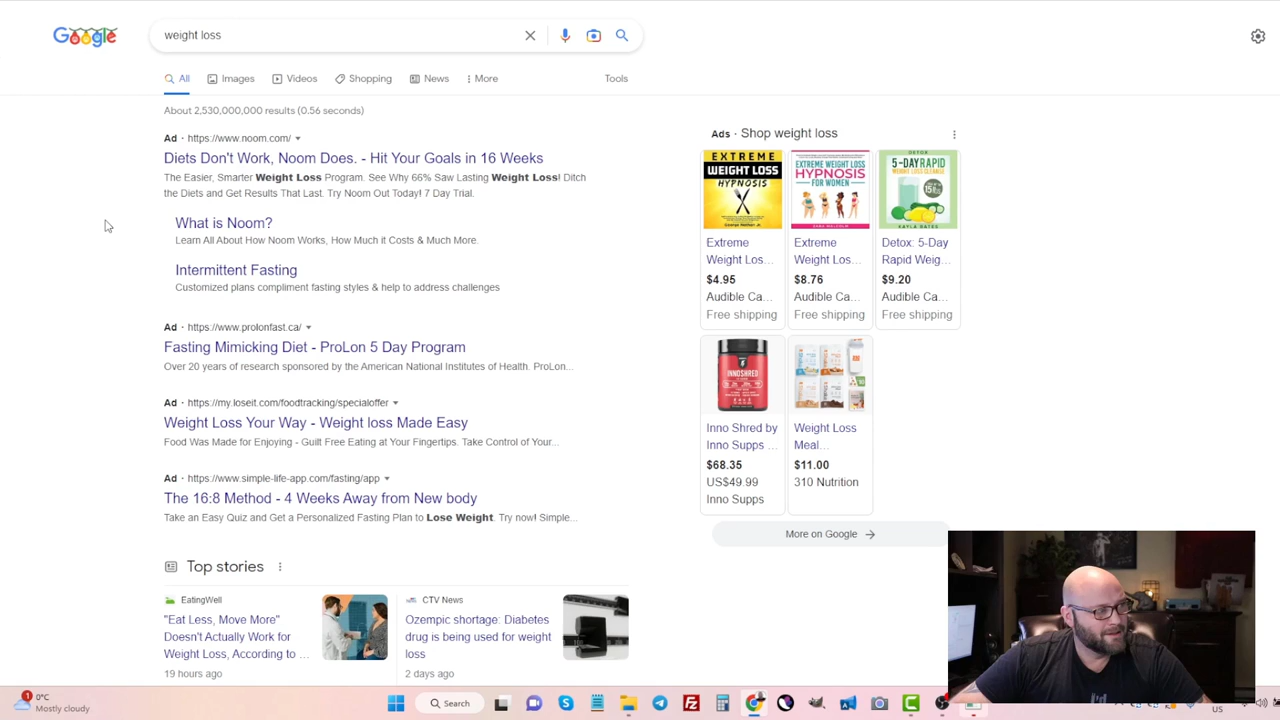 Google
weight loss
All
Images
Videos
Shopping
News
More
Tools
About 2,530,000,000 results (0.56 seconds)
Ad · https://www.noom.com/
Diets Don't Work, Noom Does. - Hit Your Goals in 16 Weeks
The Easier, Smarter Weight Loss Program. See Why 66% Saw Lasting Weight Loss! Ditch
the Diets and Get Results That Last. Try Noom Out Today! 7 Day Trial.
What is Noom?
Learn All About How Noom Works, How Much it Costs & Much More.
Intermittent Fasting
Customized plans compliment fasting styles & help to address challenges
Ad · https://www.prolonfast.ca/
Fasting Mimicking Diet - ProLon 5 Day Program
Over 20 years of research sponsored by the American National Institutes of Health. ProLon...
Ad · https://my.loseit.com/foodtracking/specialoffer
Weight Loss Your Way - Weight loss Made Easy
Food Was Made for Enjoying - Guilt Free Eating at Your Fingertips. Take Control of Your...
Ad · https://www.simple-life-app.com/fasting/app
The 16:8 Method - 4 Weeks Away from New body
Take an Easy Quiz and Get a Personalized Fasting Plan to Lose Weight. Try now! Simple...
Top stories
EatingWell
"Eat Less, Move More"
Doesn't Actually Work for
Weight Loss, According to ...
19 hours ago
CTV News
Ozempic shortage: Diabetes
drug is being used for weight
loss
2 days ago
Ads · Shop weight loss
EXTREME
WEIGHT LOSS
HYPNOSIS
Extreme
Weight Los...
$4.95
Audible Ca...
Free shipping
EXTREME WEIGHT LOSS
HYPNOSIS
FOR WOMEN
Extreme
Weight Los...
$8.76
Audible Ca...
Free shipping
DETOX
5-DAY RAPID
WEIGHT LOSS CLEANSE
15
KAYLA BATES
Detox: 5-Day
Rapid Weig...
$9.20
Audible Ca...
Free shipping
INNOSHRED
Inno Shred by
Inno Supps ...
$68.35
US$49.99
Inno Supps
Weight Loss
Meal...
$11.00
310 Nutrition
More on Google
1
0°C
Mostly cloudy
Search
US